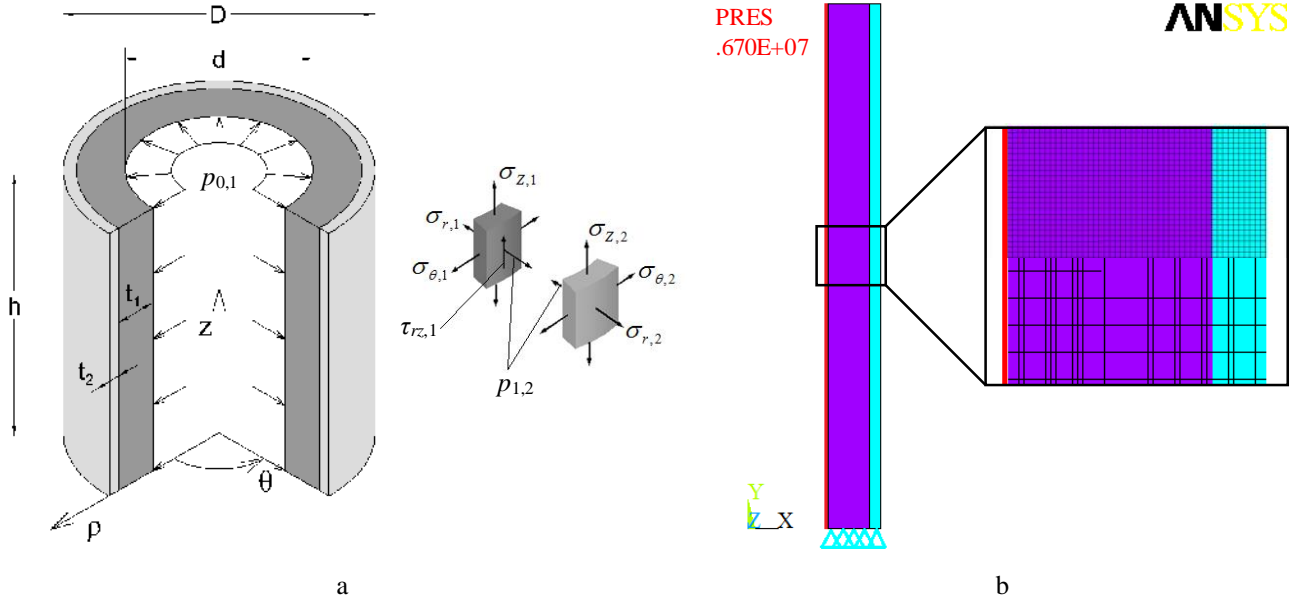 D
d
p0,1
h
t1
z
t2
θ
ρ
σZ,1
σr,1
σθ,1
τrz,1
σZ,2
σθ,2
σr,2
p1,2
a
PRES
.670E+07
ANSYS
Y
Z X
b